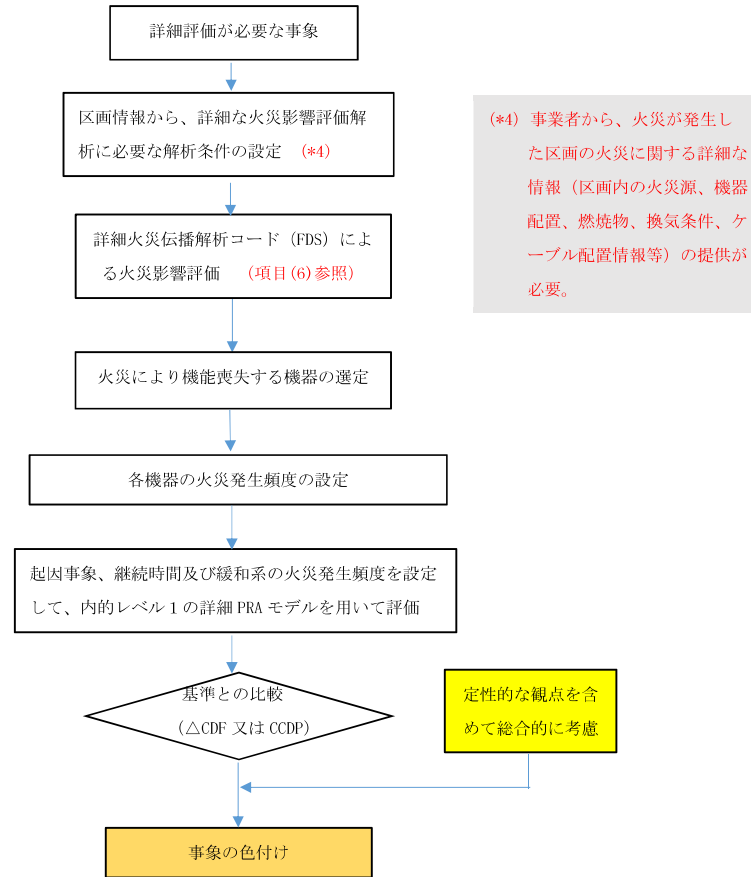 詳細評価が必要な事象
区画情報から、詳細な火災影響評価解
析に必要な解析条件の設定 (*4)
(*4) 事業者から、火災が発生し
た区画の火災に関する詳細な
情報（区画内の火災源、機器
配置、燃焼物、換気条件、ケ
ーブル配置情報等）の提供が
必要。
詳細火災伝播解析コード（FDS）によ
る火災影響評価 （項目(6)参照）
火災により機能喪失する機器の選定
各機器の火災発生頻度の設定
起因事象、継続時間及び緩和系の火災発生頻度を設定
して、内的レベル１の詳細 PRA モデルを用いて評価
基準との比較
（△CDF 又は CCDP）
定性的な観点を含
めて総合的に考慮
事象の色付け